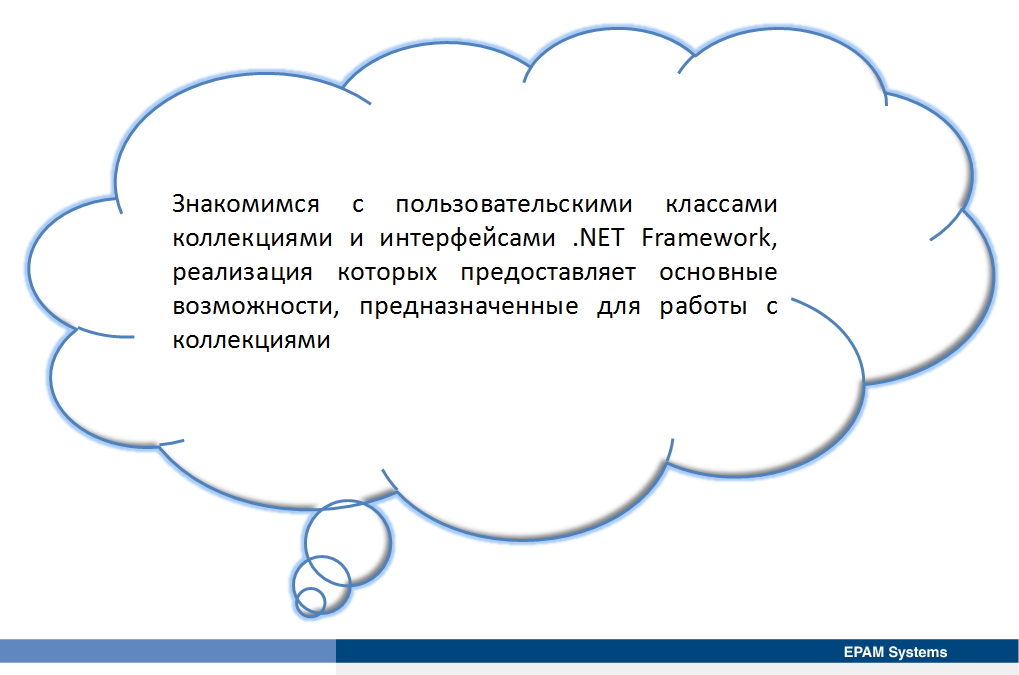 Знакомимся с пользовательскими классами
коллекциями и интерфейсами .NET Framework,
реализация которых предоставляет основные
возможности, предназначенные для работы с
коллекциями
EPAM Systems